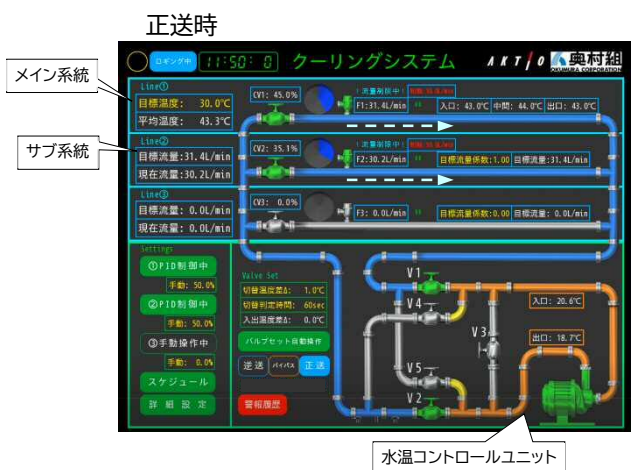 正送時
メイン系統
サブ系統
水温コントロールユニット
ロギング中 11:50: 0 クーリングシステム AKTIO 奥村組
OKUMURA CORPORATION
Line①
目標温度: 30.0℃
平均温度: 43.3℃
CV1: 45.0%
!流量制限中!
F1:31.4L/min
入口: 43.0℃ 中間: 44.0℃ 出口: 43.0℃
Line②
目標流量:31.4L/min
現在流量:30.2L/min
CV2: 35.1%
!流量制限中!
F2:30.2L/min
目標流量係数:1.00 目標流量:31.4L/min
Line③
目標流量: 0.0L/min
現在流量: 0.0L/min
CV3: 0.0%
F3: 0.0L/min
目標流量係数:0.00 目標流量: 0.0L/min
Settings
①PID制御中
手動: 50.0%
②PID制御中
手動: 50.0%
③手動操作中
手動: 0.0%
スケジュール
詳細設定
Valve Set
切替温度差Δ: 1.0℃
切替判定時間: 60sec
入出温度差Δ: 0.0℃
バルブセット自動操作
逆送 バイパス 正送
警報履歴
V1
V4
V3
V5
V2
入口: 20.6℃
出口: 18.7℃